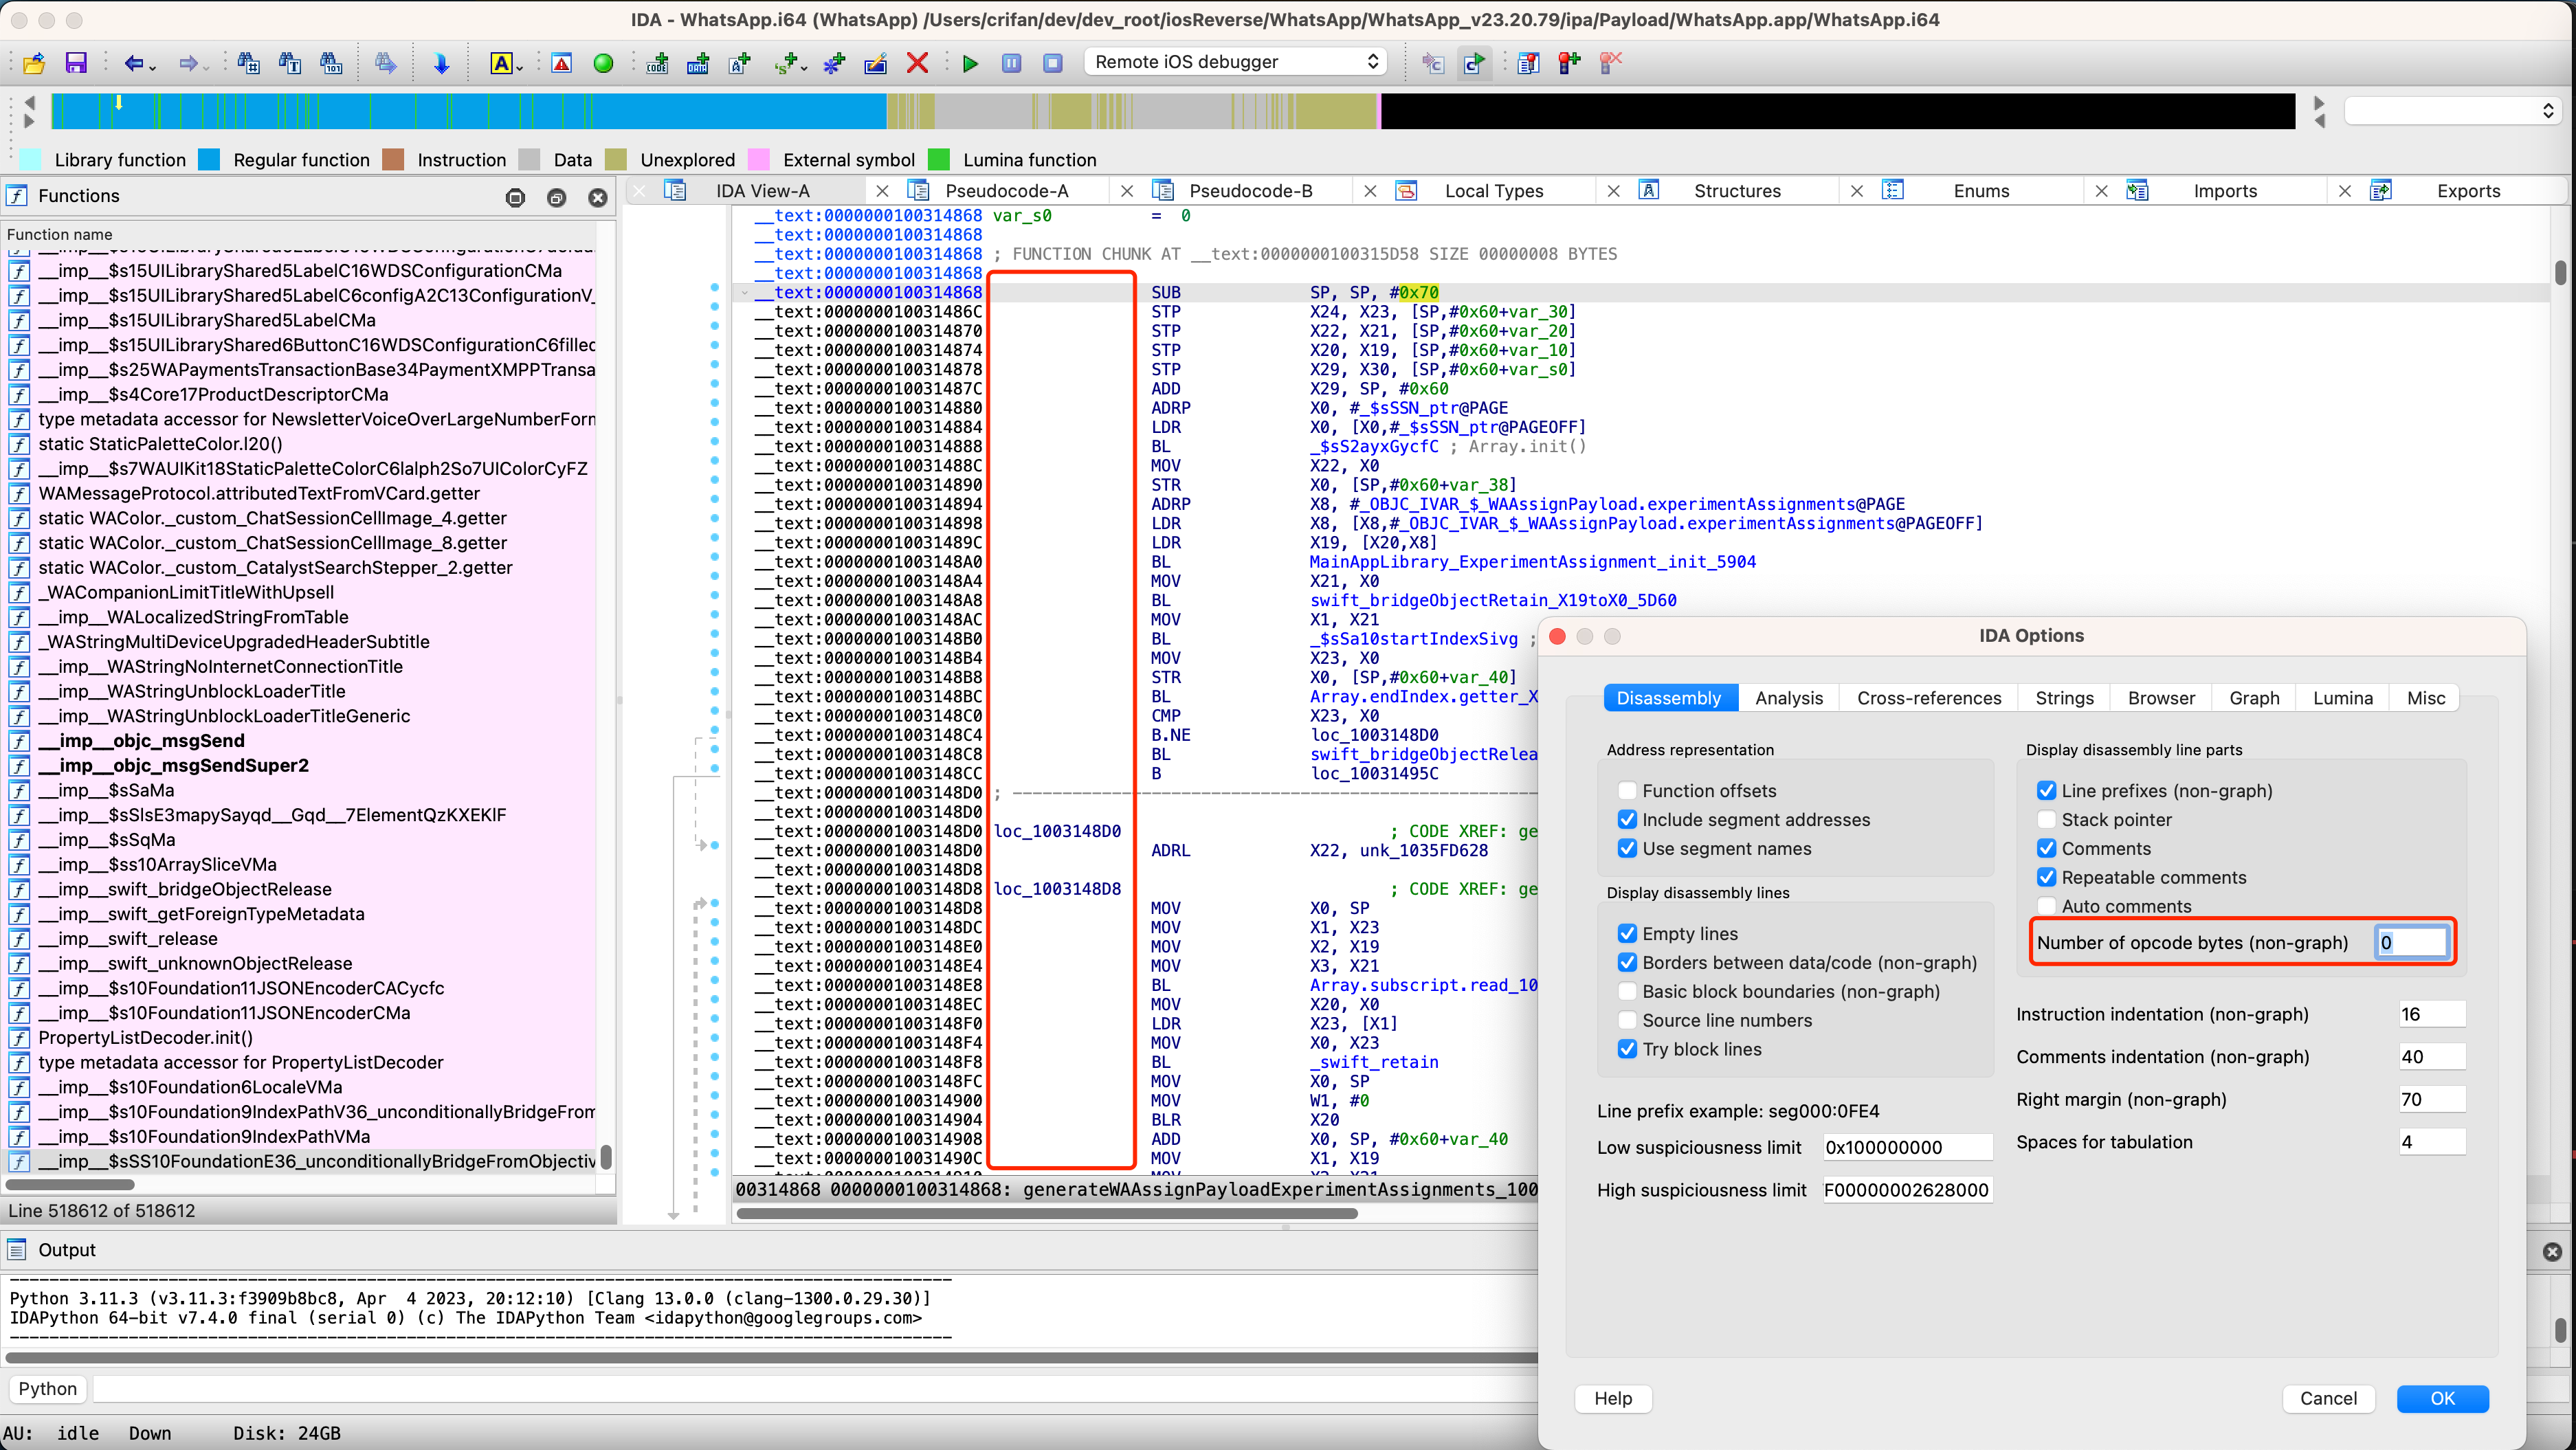 IDA - WhatsApp.i64 (WhatsApp) /Users/crifan/dev/dev_root/iosReverse/WhatsApp/WhatsApp_v23.20.79/ipa/Payload/WhatsApp.app/WhatsApp.i64
Remote iOS debugger
Library function
Regular function
Instruction
Data
Unexplored
External symbol
Lumina function
Functions
IDA View-A
Pseudocode-A
Pseudocode-B
Local Types
Structures
Enums
Imports
Exports
Function name
__imp__$s15UILibraryShared5LabelC16WDSConfigurationCMa
__imp__$s15UILibraryShared5LabelC6configA2C13ConfigurationV_
__imp__$s15UILibraryShared5LabelCMa
__imp__$s15UILibraryShared6ButtonC16WDSConfigurationC6filled
__imp__$s25WAPaymentsTransactionBase34PaymentXMPPTransa
__imp__$s4Core17ProductDescriptorCMa
type metadata accessor for NewsletterVoiceOverLargeNumberForn
static StaticPaletteColor.l20()
__imp__$s7WAUIKit18StaticPaletteColorC6lalph2So7UIColorCyFZ
WAMessageProtocol.attributedTextFromVCard.getter
static WAColor._custom_ChatSessionCellImage_4.getter
static WAColor._custom_ChatSessionCellImage_8.getter
static WAColor._custom_CatalystSearchStepper_2.getter
_WACompanionLimitTitleWithUpsell
__imp__WALocalizedStringFromTable
_WAStringMultiDeviceUpgradedHeaderSubtitle
__imp__WAStringNoInternetConnectionTitle
__imp__WAStringUnblockLoaderTitle
__imp__WAStringUnblockLoaderTitleGeneric
__imp__objc_msgSend
__imp__objc_msgSendSuper2
__imp__$sSaMa
__imp__$sSlsE3mapySayqd__Gqd__7ElementQzKXEKlF
__imp__$sSqMa
__imp__$ss10ArraySliceVMa
__imp__swift_bridgeObjectRelease
__imp__swift_getForeignTypeMetadata
__imp__swift_release
__imp__swift_unknownObjectRelease
__imp__$s10Foundation11JSONEncoderCACycfc
__imp__$s10Foundation11JSONEncoderCMa
PropertyListDecoder.init()
type metadata accessor for PropertyListDecoder
__imp__$s10Foundation6LocaleVMa
__imp__$s10Foundation9IndexPathV36_unconditionallyBridgeFrom
__imp__$s10Foundation9IndexPathVMa
__imp__$sSS10FoundationE36_unconditionallyBridgeFromObjectiv
Line 518612 of 518612
__text:0000000100314868 var_s0 = 0
__text:0000000100314868
__text:0000000100314868 ; FUNCTION CHUNK AT __text:0000000100315D58 SIZE 00000008 BYTES
__text:0000000100314868
__text:0000000100314868 SUB SP, SP, #0x70
__text:000000010031486C STP X24, X23, [SP,#0x60+var_30]
__text:0000000100314870 STP X22, X21, [SP,#0x60+var_20]
__text:0000000100314874 STP X20, X19, [SP,#0x60+var_10]
__text:0000000100314878 STP X29, X30, [SP,#0x60+var_s0]
__text:000000010031487C ADD X29, SP, #0x60
__text:0000000100314880 ADRP X0, #_$sSSN_ptr@PAGE
__text:0000000100314884 LDR X0, [X0,#_$sSSN_ptr@PAGEOFF]
__text:0000000100314888 BL _$sS2ayxGycfC ; Array.init()
__text:000000010031488C MOV X22, X0
__text:0000000100314890 STR X0, [SP,#0x60+var_38]
__text:0000000100314894 ADRP X8, #_OBJC_IVAR_$_WAAssignPayload.experimentAssignments@PAGE
__text:0000000100314898 LDR X8, [X8,#_OBJC_IVAR_$_WAAssignPayload.experimentAssignments@PAGEOFF]
__text:000000010031489C LDR X19, [X20,X8]
__text:00000001003148A0 BL MainAppLibrary_ExperimentAssignment_init_5904
__text:00000001003148A4 MOV X21, X0
__text:00000001003148A8 BL swift_bridgeObjectRetain_X19toX0_5D60
__text:00000001003148AC MOV X1, X21
__text:00000001003148B0 BL _$sSa10startIndexSivg ;
__text:00000001003148B4 MOV X23, X0
__text:00000001003148B8 STR X0, [SP,#0x60+var_40]
__text:00000001003148BC BL Array.endIndex.getter_X
__text:00000001003148C0 CMP X23, X0
__text:00000001003148C4 B.NE loc_1003148D0
__text:00000001003148C8 BL swift_bridgeObjectRelea
__text:00000001003148CC B loc_10031495C
__text:00000001003148D0 ; ---------------------------------------------------------------------------
__text:00000001003148D0
__text:00000001003148D0 loc_1003148D0 ; CODE XREF: ge
__text:00000001003148D0 ADRL X22, unk_1035FD628
__text:00000001003148D8
__text:00000001003148D8 loc_1003148D8 ; CODE XREF: ge
__text:00000001003148D8 MOV X0, SP
__text:00000001003148DC MOV X1, X23
__text:00000001003148E0 MOV X2, X19
__text:00000001003148E4 MOV X3, X21
__text:00000001003148E8 BL Array.subscript.read_10
__text:00000001003148EC MOV X20, X0
__text:00000001003148F0 LDR X23, [X1]
__text:00000001003148F4 MOV X0, X23
__text:00000001003148F8 BL _swift_retain
__text:00000001003148FC MOV X0, SP
__text:0000000100314900 MOV W1, #0
__text:0000000100314904 BLR X20
__text:0000000100314908 ADD X0, SP, #0x60+var_40
__text:000000010031490C MOV X1, X19
00314868 0000000100314868: generateWAAssignPayloadExperimentAssignments_100
IDA Options
Disassembly
Analysis
Cross-references
Strings
Browser
Graph
Lumina
Misc
Address representation
Function offsets
Include segment addresses
Use segment names
Display disassembly lines
Empty lines
Borders between data/code (non-graph)
Basic block boundaries (non-graph)
Source line numbers
Try block lines
Line prefix example: seg000:0FE4
Low suspiciousness limit 0x100000000
High suspiciousness limit F00000002628000
Display disassembly line parts
Line prefixes (non-graph)
Stack pointer
Comments
Repeatable comments
Auto comments
Number of opcode bytes (non-graph) 0
Instruction indentation (non-graph) 16
Comments indentation (non-graph) 40
Right margin (non-graph) 70
Spaces for tabulation 4
Help
Cancel
OK
Output
Python 3.11.3 (v3.11.3:f3909b8bc8, Apr 4 2023, 20:12:10) [Clang 13.0.0 (clang-1300.0.29.30)]
IDAPython 64-bit v7.4.0 final (serial 0) (c) The IDAPython Team <idapython@googlegroups.com>
Python
AU: idle Down Disk: 24GB